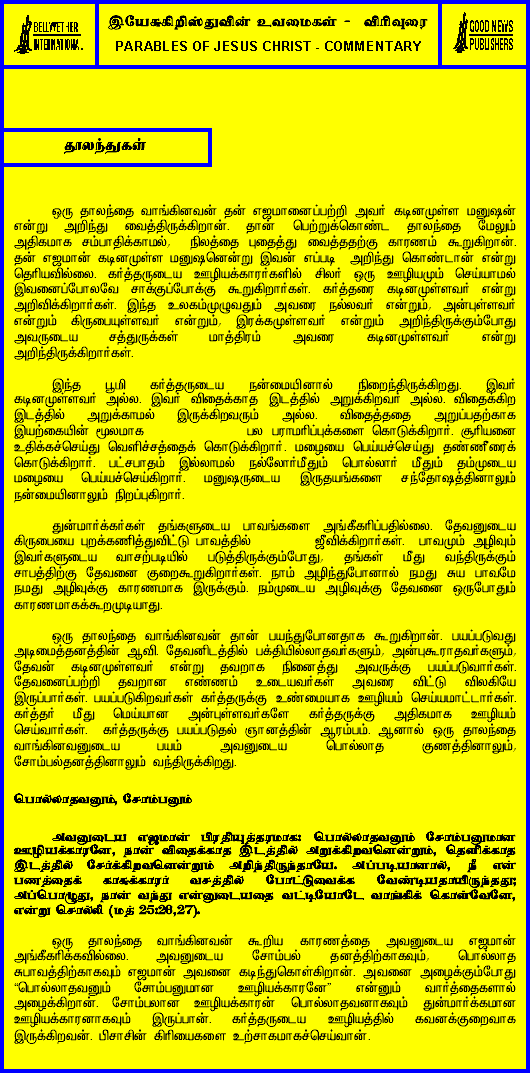 BELLWETHER
INTERNATIONAL
இயேசுகிறிஸ்துவின் உவமைகள் - விரிவுரை
PARABLES OF JESUS CHRIST - COMMENTARY
GOOD NEWS
PUBLISHERS
தாலந்துகள்
ஒரு தாலந்தை வாங்கினவன் தன் எஜமானைப்பற்றி அவர் கடினமுள்ள மனுஷன்
என்று அறிந்து வைத்திருக்கிறான். தான் பெற்றுக்கொண்ட தாலந்தை மேலும்
அதிகமாக சம்பாதிக்காமல், நிலத்தை புதைத்து வைத்ததற்கு காரணம் கூறுகிறான்.
தன் எஜமான் கடினமுள்ள மனுஷனென்று இவன் எப்படி அறிந்து கொண்டான் என்று
தெரியவில்லை. கர்த்தருடைய ஊழியக்காரர்களில் சிலர் ஒரு ஊழியமும் செய்யாமல்
இவனைப்போலவே சாக்குப்போக்கு கூறுகிறார்கள். கர்த்தரை கடினமுள்ளவர் என்று
அறிவிக்கிறார்கள். இந்த உலகம்முழுவதும் அவரை நல்லவர் என்றும், அன்புள்ளவர்
என்றும் கிருபையுள்ளவர் என்றும், இரக்கமுள்ளவர் என்றும் அறிந்திருக்கும்போது
அவருடைய சத்துருக்கள் மாத்திரம் அவரை கடினமுள்ளவர் என்று
அறிந்திருக்கிறார்கள்.
இந்த பூமி கர்த்தருடைய நன்மையினால் நிறைந்திருக்கிறது. இவர்
கடினமுள்ளவர் அல்ல. இவர் விதைக்காத இடத்தில் அறுக்கிறவர் அல்ல. விதைக்கிற
இடத்தில் அறுக்காமல் இருக்கிறவரும் அல்ல. விதைத்ததை அறுப்பதற்காக
இயற்கையின் மூலமாக பல பராமரிப்புக்களை கொடுக்கிறார். சூரியனை
உதிக்கச்செய்து வெளிச்சத்தைக் கொடுக்கிறார். மழையை பெய்யச்செய்து தண்ணீரைக்
கொடுக்கிறார். பட்சபாதம் இல்லாமல் நல்லோர்மீதும் பொல்லார் மீதும் தம்முடைய
மழையை பெய்யச்செய்கிறார். மனுஷருடைய இருதயங்களை சந்தோஷத்தினாலும்
நன்மையினாலும் நிறப்புகிறார்.
துன்மார்க்கர்கள் தங்களுடைய பாவங்களை அங்கீகரிப்பதில்லை. தேவனுடைய
கிருபையை புறக்கணித்துவிட்டு பாவத்தில் ஜீவிக்கிறார்கள். பாவமும் அழிவும்
இவர்களுடைய வாசற்படியில் படுத்திருக்கும்போது, தங்கள் மீது வந்திருக்கும்
சாபத்திற்கு தேவனை குறைகூறுகிறார்கள். நாம் அழிந்துபோனால் நமது சுய பாவமே
நமது அழிவுக்கு காரணமாக இருக்கும். நம்முடைய அழிவுக்கு தேவனை ஒருபோதும்
காரணமாகக்கூறமுடியாது.
ஒரு தாலந்தை வாங்கினவன் தான் பயந்துபோனதாக கூறுகிறான். பயப்படுவது
அடிமைத்தனத்தின் ஆவி. தேவனிடத்தில் பக்தியில்லாதவர்களும், அன்புகூராதவர்களும்,
தேவன் கடினமுள்ளவர் என்று தவறாக நினைத்து அவருக்கு பயப்படுவார்கள்.
தேவனைப்பற்றி தவறான எண்ணம் உடையவர்கள் அவரை விட்டு விலகியே
இருப்பார்கள். பயப்படுகிறவர்கள் கர்த்தருக்கு உண்மையாக ஊழியம் செய்யமாட்டார்கள்.
கர்த்தர் மீது மெய்யான அன்புள்ளவர்களே கர்த்தருக்கு அதிகமாக ஊழியம்
செய்வார்கள். கர்த்தருக்கு பயப்படுதல் ஞானத்தின் ஆரம்பம். ஆனால் ஒரு தாலந்தை
வாங்கினவனுடைய பயம் அவனுடைய பொல்லாத குணத்தினாலும்,
சோம்பல்தனத்தினாலும் வந்திருக்கிறது.
பொல்லாதவனும், சோம்பனும்
அவனுடைய எஜமான் பிரதியுத்தரமாக: பொல்லாதவனும் சோம்பனுமான
ஊழியக்காரனே, நான் விதைக்காத இடத்தில் அறுக்கிறவனென்றும், தெளிக்காத
இடத்தில் சேர்க்கிறவனென்றும் அறிந்திருந்தாயே. அப்படியானால், நீ என்
பணத்தைக் காசுக்காரர் வசத்தில் போட்டுவைக்க வேண்டியதாயிருந்தது;
அப்பொழுது, நான் வந்து என்னுடையதை வட்டியோடே வாங்கிக் கொள்வேனே,
என்று சொல்லி (மத் 25:26,27).
ஒரு தாலந்தை வாங்கினவன் கூறிய காரணத்தை அவனுடைய எஜமான்
அங்கீகரிக்கவில்லை. அவனுடைய சோம்பல் தனத்திற்காகவும், பொல்லாத
சுபாவத்திற்காகவும் எஜமான் அவனை கடிந்துகொள்கிறான். அவனை அழைக்கும்போது
“பொல்லாதவனும் சோம்பனுமான ஊழியக்காரனே” என்னும் வார்த்தைகளால்
அழைக்கிறான். சோம்பலான ஊழியக்காரன் பொல்லாதவனாகவும் துன்மார்க்கமான
ஊழியக்காரனாகவும் இருப்பான். கர்த்தருடைய ஊழியத்தில் கவனக்குறைவாக
இருக்கிறவன். பிசாசின் கிரியைகளை உற்சாகமாகச்செய்வான்.